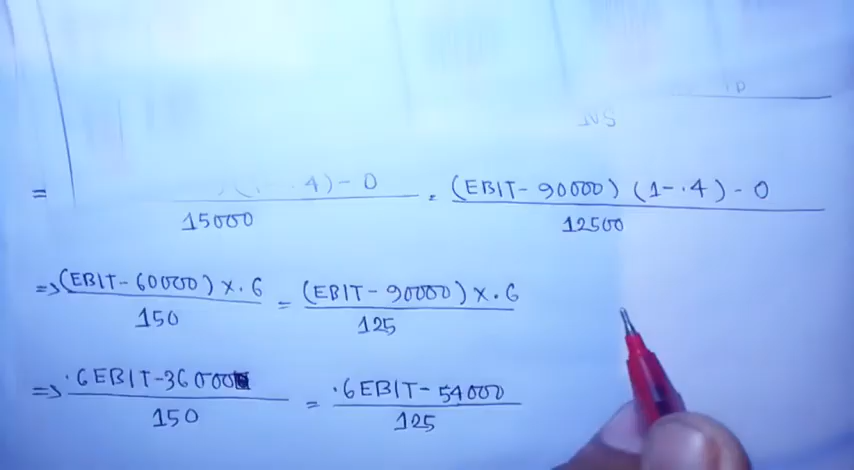 = .4) - 0 / 15000 = (EBIT - 90000) (1 - .4) - 0 / 12500
=> (EBIT - 60000) x .6 / 150 = (EBIT - 90000) x .6 / 125
=> .6EBIT - 36000 / 150 = .6EBIT - 54000 / 125